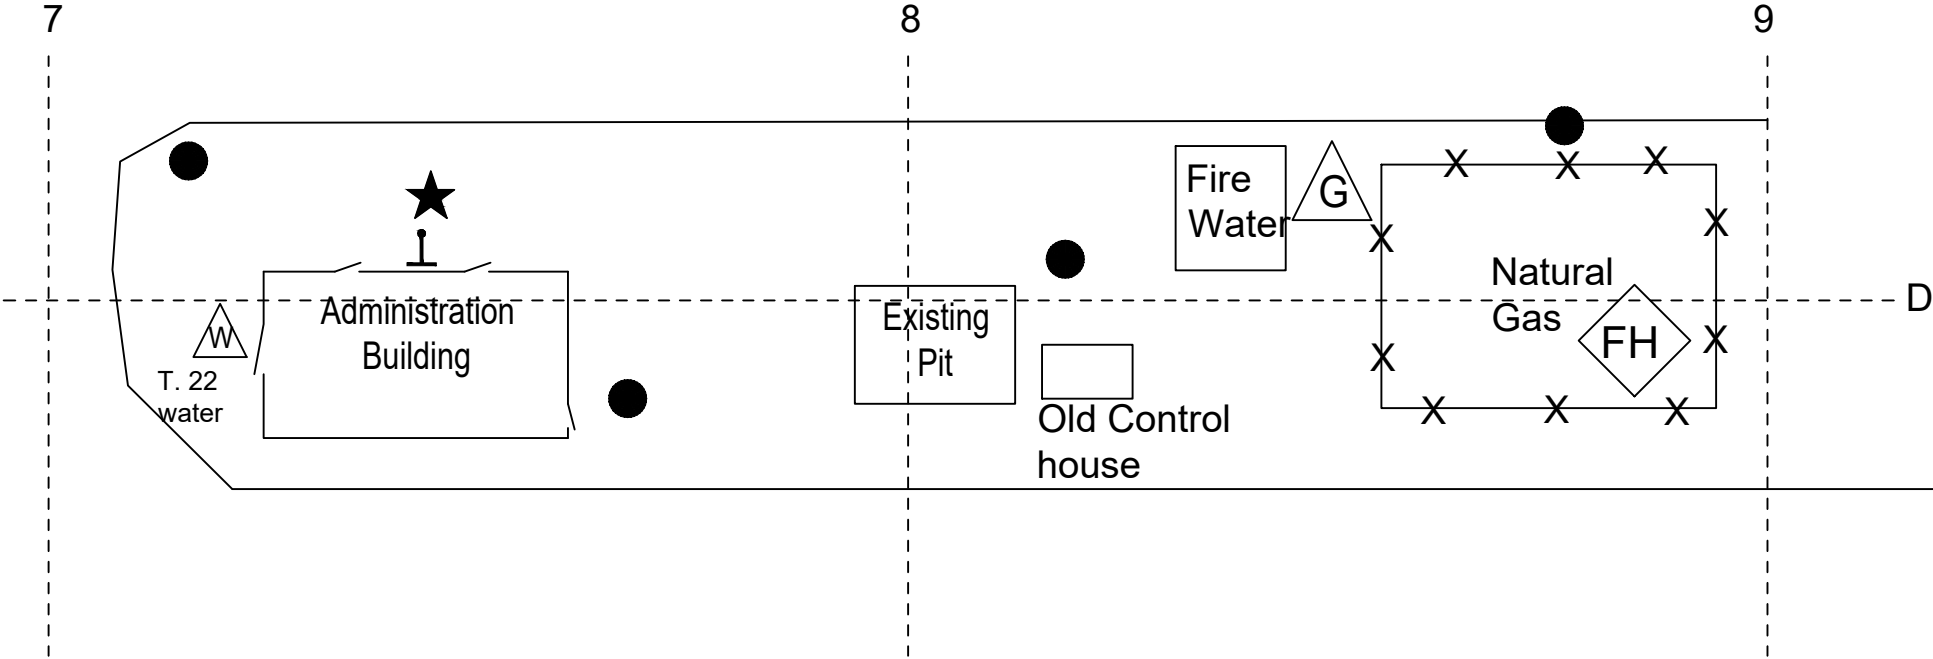 7
8
9
Fire
Water
G
X
X
X
X
X
Natural
Gas
FH
D
Administration
Building
Existing
Pit
W
T. 22
water
X
X
X
X
X
Old Control
house